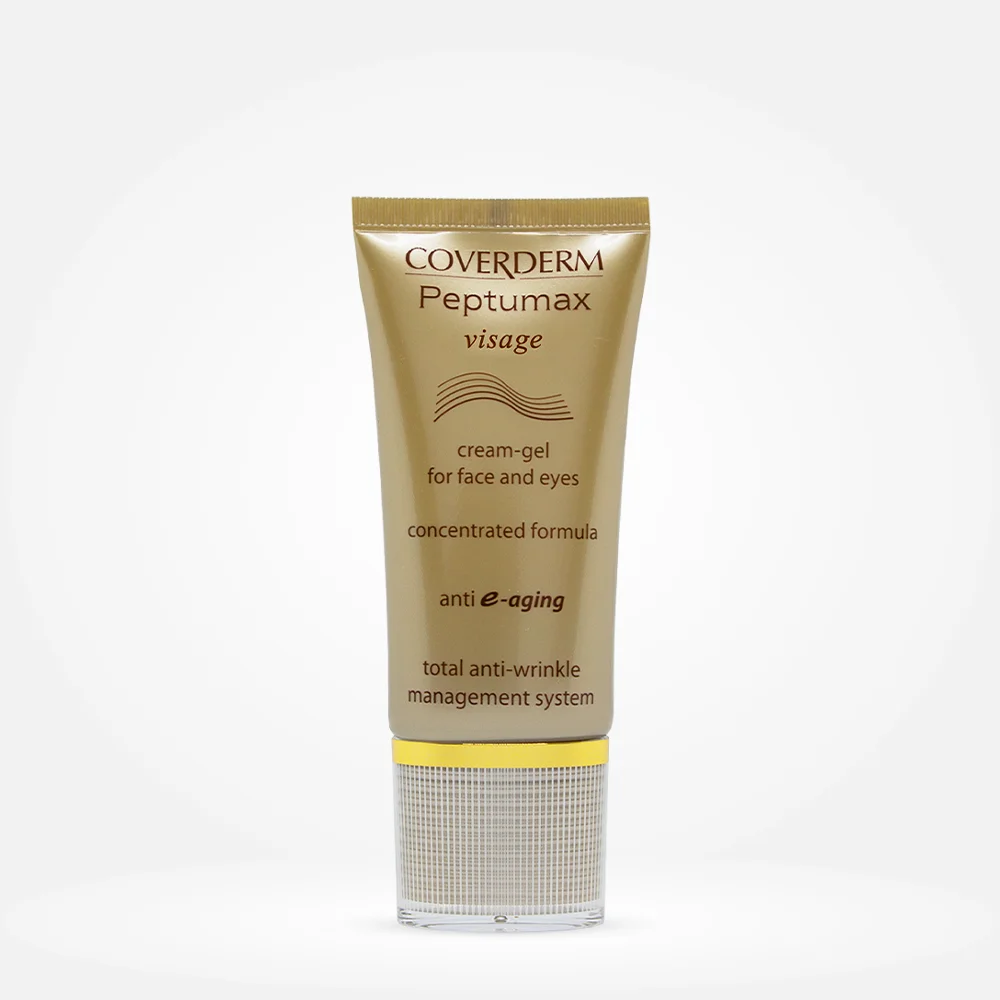 COVERDERM
Peptumax
visage
cream-gel
for face and eyes
concentrated formula
anti e-aging
total anti-wrinkle
management system